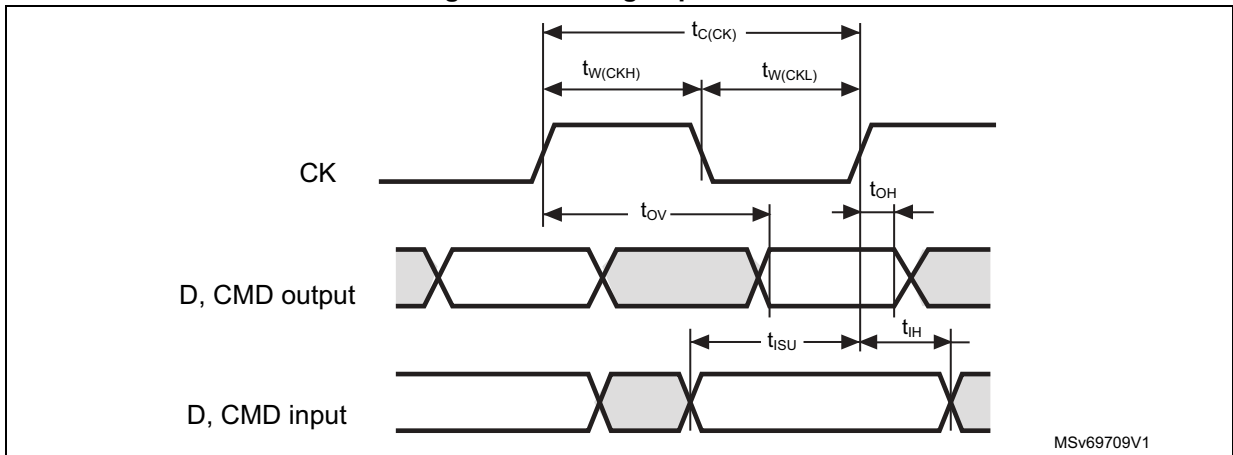 tC(CK)
tW(CKH)
tW(CKL)
CK
tOH
tOV
D, CMD output
tISU
tIH
D, CMD input
MSv69709V1